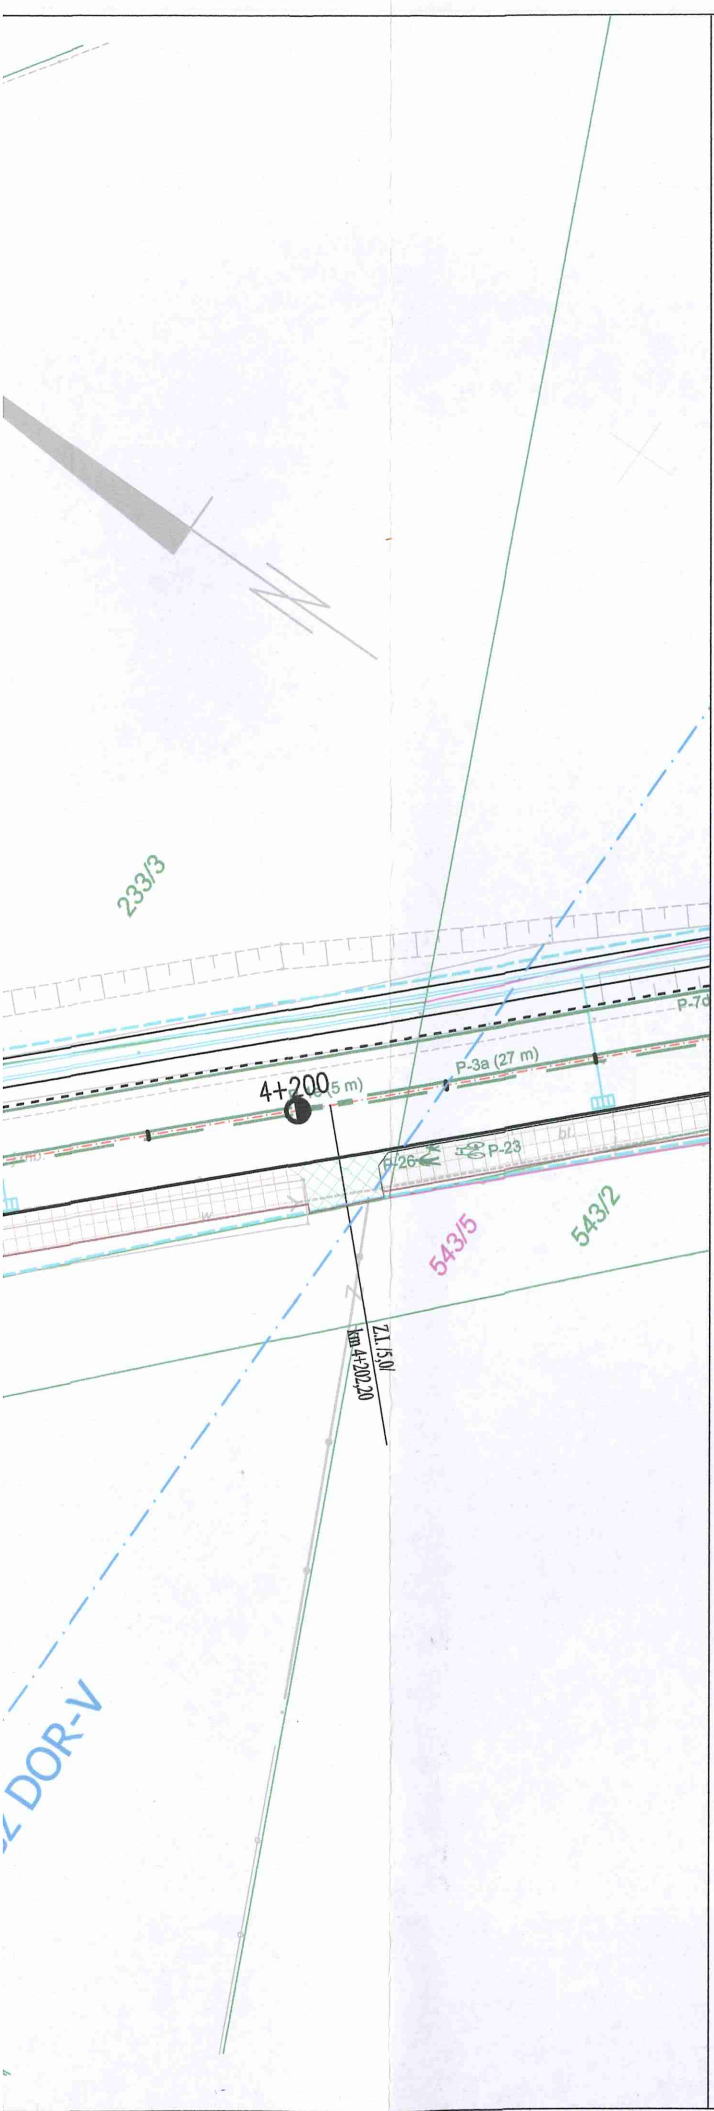 N
233/3
P-7d
P-3a (27 m)
4+200
(5 m)
P-26
P-23
bł.
w
543/5
543/2
Z
Z.I. /5,0/
km 4+202,20
DOR-V